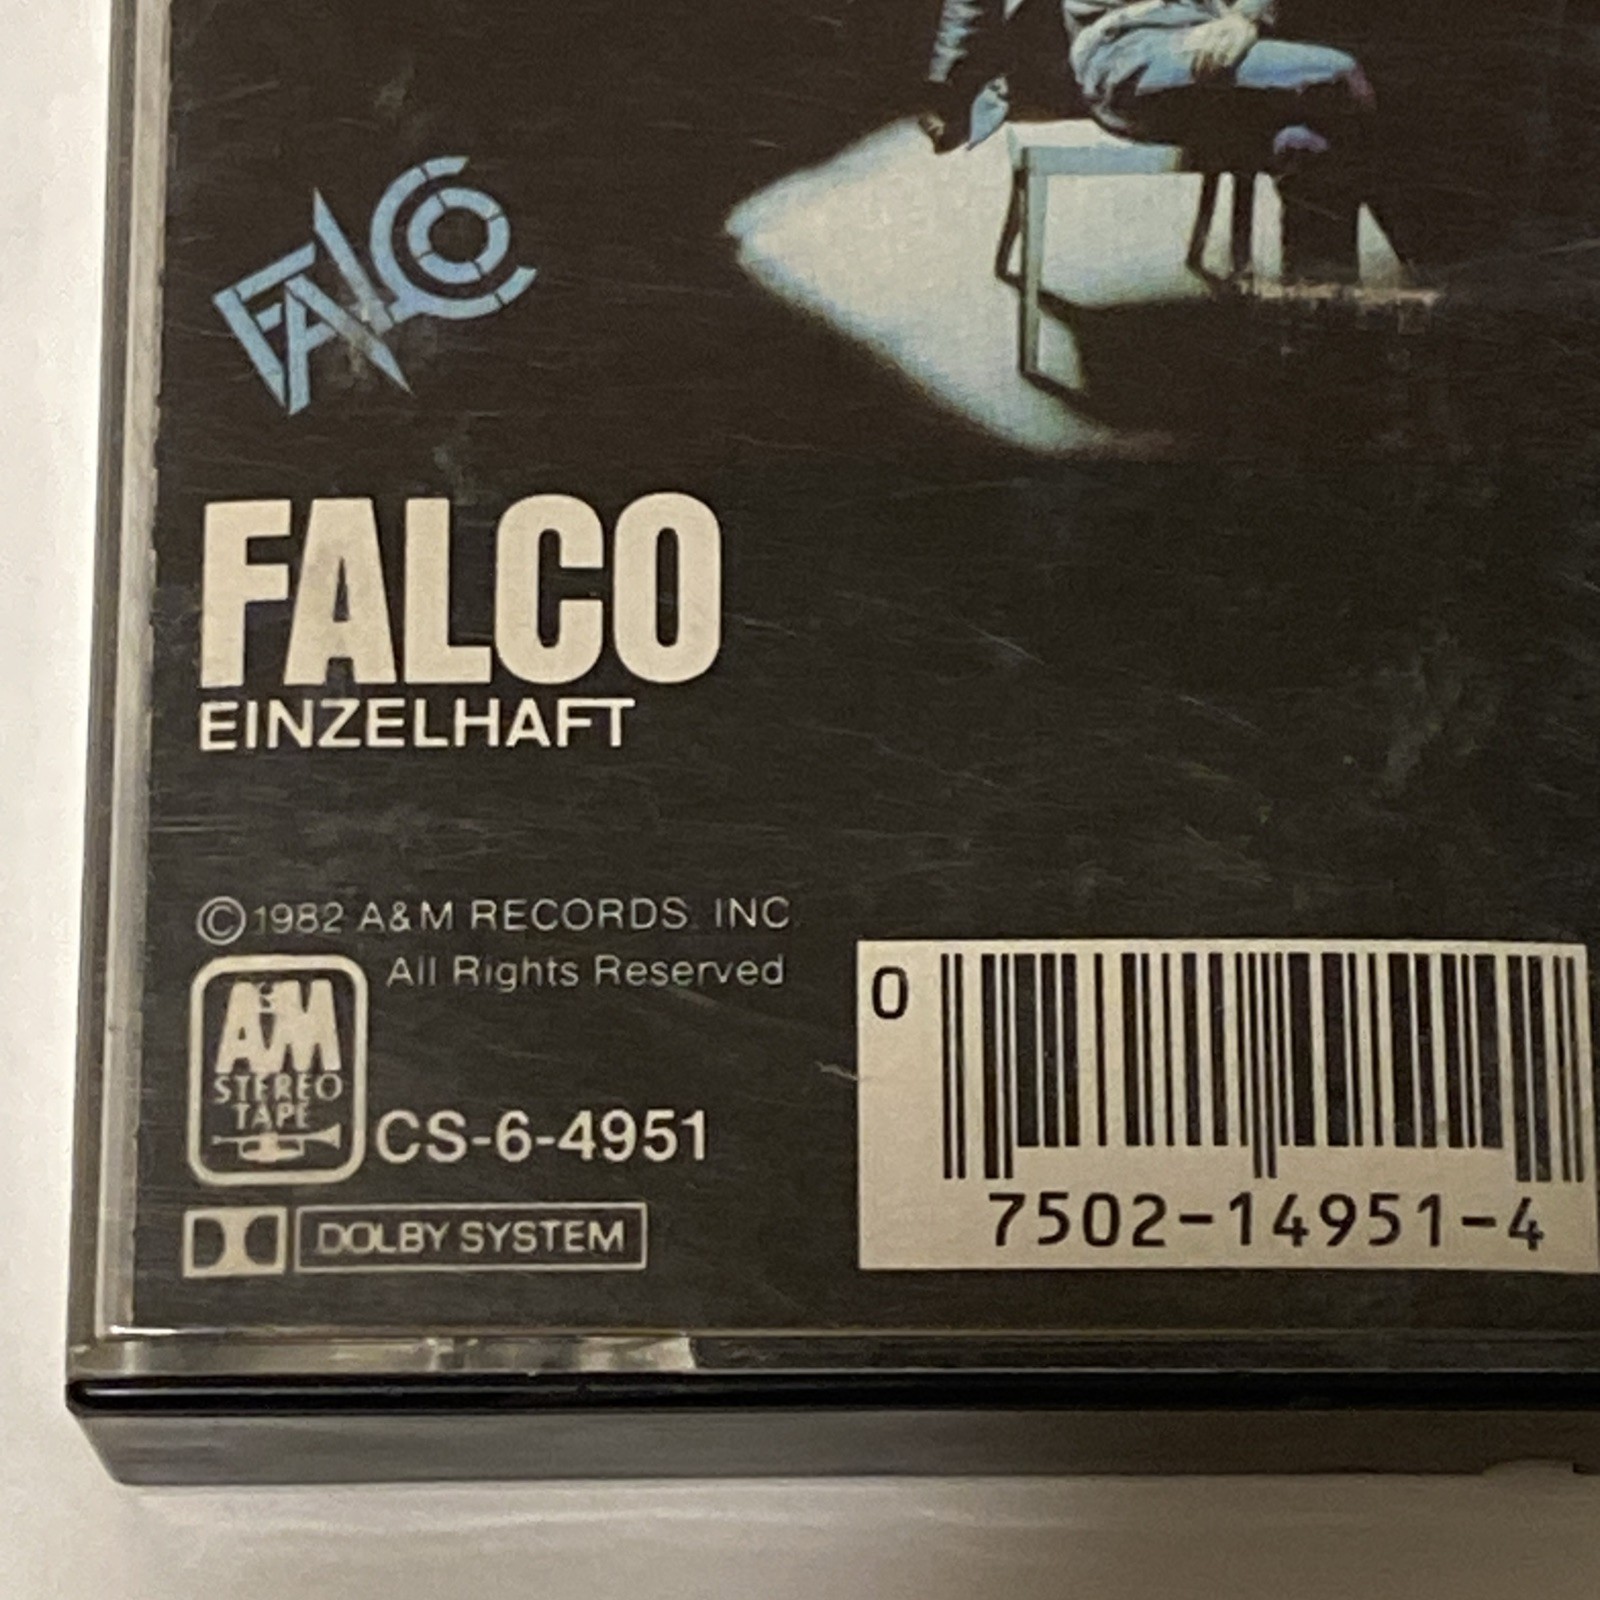 FALCO
FALCO
EINZELHAFT
©1982 A&M RECORDS. INC.
All Rights Reserved
A&M
STEREO
TAPE
CS-6-4951
DOLBY SYSTEM
0
7502-14951-4